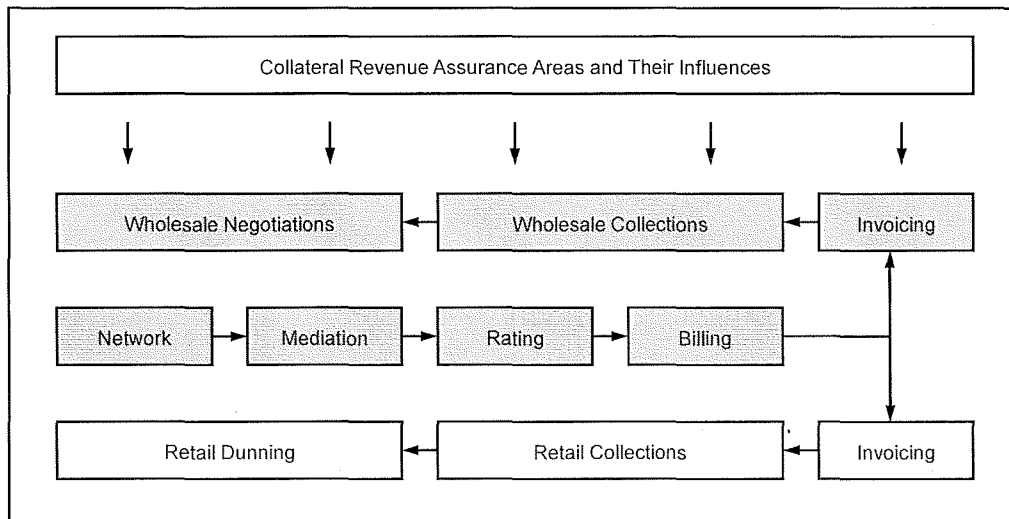 Collateral Revenue Assurance Areas and Their Influences
Wholesale Negotiations
Wholesale Collections
Invoicing
Network
Mediation
Rating
Billing
Retail Dunning
Retail Collections
Invoicing